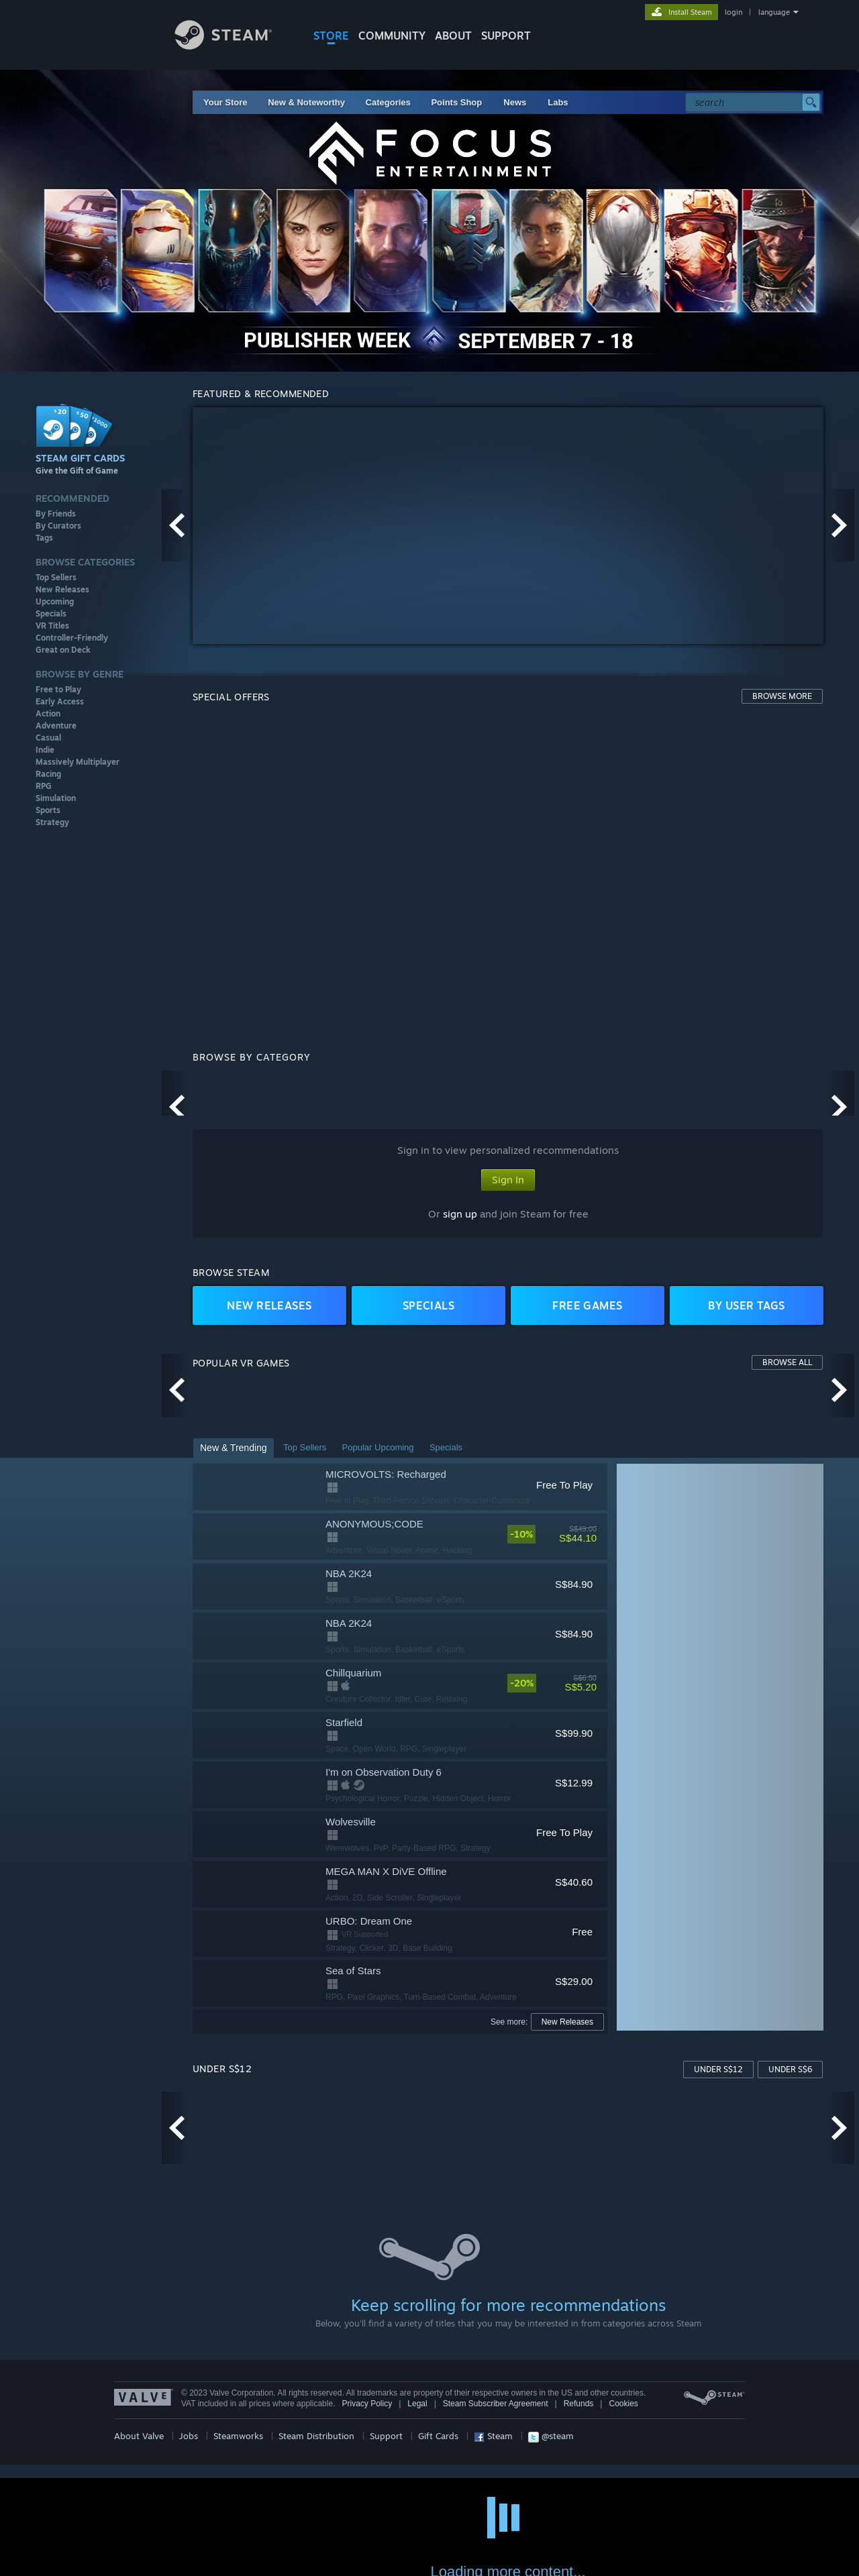 Install Steam
login | language
STEAM®
STORE COMMUNITY ABOUT SUPPORT
Your Store New & Noteworthy Categories Points Shop News Labs
search
FOCUS
ENTERTAINMENT
PUBLISHER WEEK SEPTEMBER 7 - 18
FEATURED & RECOMMENDED
$20 €50 ¥1000
STEAM GIFT CARDS
Give the Gift of Game
RECOMMENDED
By Friends
By Curators
Tags
BROWSE CATEGORIES
Top Sellers
New Releases
Upcoming
Specials
VR Titles
Controller-Friendly
Great on Deck
BROWSE BY GENRE
Free to Play
Early Access
Action
Adventure
Casual
Indie
Massively Multiplayer
Racing
RPG
Simulation
Sports
Strategy
SPECIAL OFFERS
BROWSE MORE
BROWSE BY CATEGORY
Sign in to view personalized recommendations
Sign In
Or sign up and join Steam for free
BROWSE STEAM
NEW RELEASES SPECIALS FREE GAMES BY USER TAGS
POPULAR VR GAMES
BROWSE ALL
New & Trending Top Sellers Popular Upcoming Specials
MICROVOLTS: Recharged
Free To Play
Free to Play, Third-Person Shooter, Character Customiza
ANONYMOUS;CODE
-10% S$49.00
S$44.10
Adventure, Visual Novel, Anime, Hacking
NBA 2K24
S$84.90
Sports, Simulation, Basketball, eSports
NBA 2K24
S$84.90
Sports, Simulation, Basketball, eSports
Chillquarium
-20% S$6.50
S$5.20
Creature Collector, Idler, Cute, Relaxing
Starfield
S$99.90
Space, Open World, RPG, Singleplayer
I'm on Observation Duty 6
S$12.99
Psychological Horror, Puzzle, Hidden Object, Horror
Wolvesville
Free To Play
Werewolves, PvP, Party-Based RPG, Strategy
MEGA MAN X DiVE Offline
S$40.60
Action, 2D, Side Scroller, Singleplayer
URBO: Dream One
VR Supported
Free
Strategy, Clicker, 3D, Base Building
Sea of Stars
S$29.00
RPG, Pixel Graphics, Turn-Based Combat, Adventure
See more: New Releases
UNDER S$12
UNDER S$12 UNDER S$6
Keep scrolling for more recommendations
Below, you'll find a variety of titles that you may be interested in from categories across Steam
VALVE
© 2023 Valve Corporation. All rights reserved. All trademarks are property of their respective owners in the US and other countries.
VAT included in all prices where applicable. Privacy Policy | Legal | Steam Subscriber Agreement | Refunds | Cookies
STEAM
About Valve | Jobs | Steamworks | Steam Distribution | Support | Gift Cards | Steam | @steam
Loading more content...